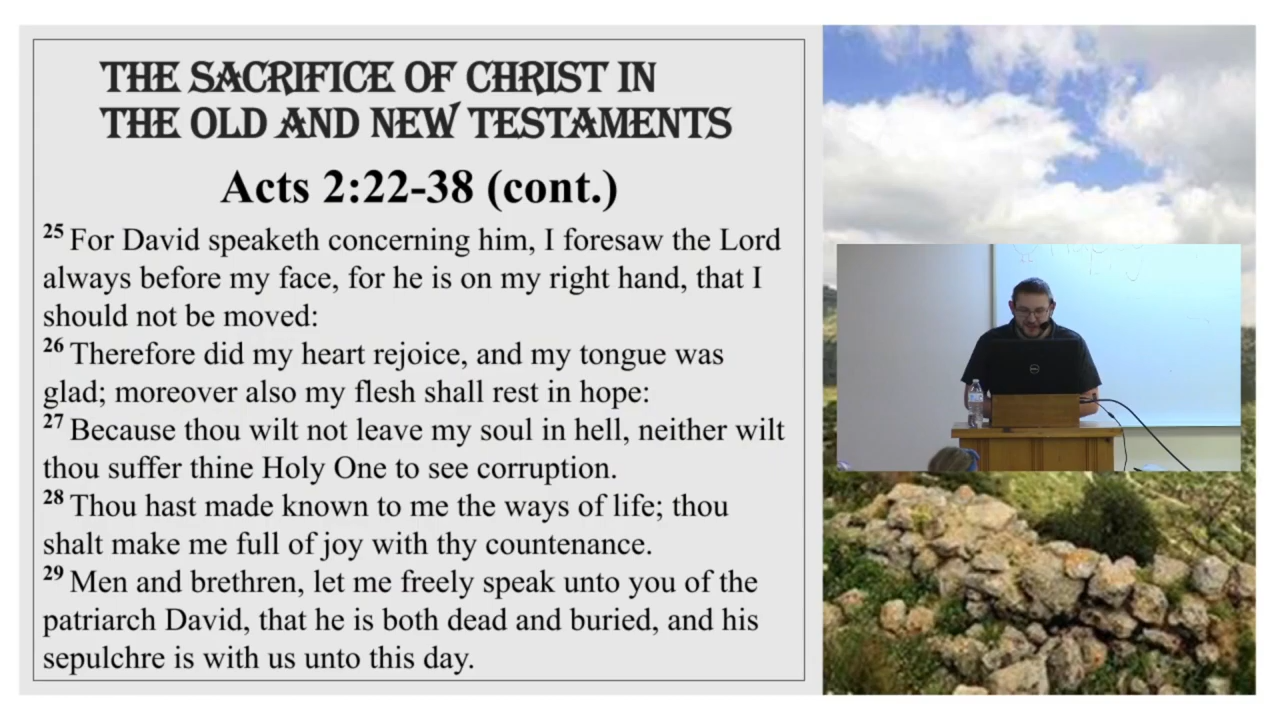 THE SACRIFICE OF CHRIST IN
THE OLD AND NEW TESTAMENTS
Acts 2:22-38 (cont.)
25 For David speaketh concerning him, I foresaw the Lord
always before my face, for he is on my right hand, that I
should not be moved:
26 Therefore did my heart rejoice, and my tongue was
glad; moreover also my flesh shall rest in hope:
27 Because thou wilt not leave my soul in hell, neither wilt
thou suffer thine Holy One to see corruption.
28 Thou hast made known to me the ways of life; thou
shalt make me full of joy with thy countenance.
29 Men and brethren, let me freely speak unto you of the
patriarch David, that he is both dead and buried, and his
sepulchre is with us unto this day.
DELL